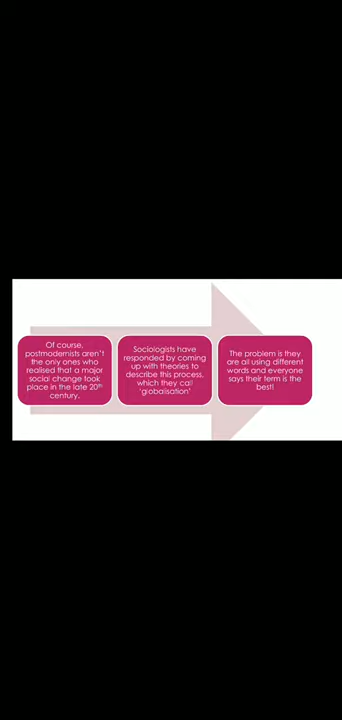 Of course,
postmodernists aren't
the only ones who
realised that a major
social change took
place in the late 20th
century.
Sociologists have
responded by coming
up with theories to
describe this process,
which they call
'globalisation'
The problem is they
are all using different
words and everyone
says their term is the
best!